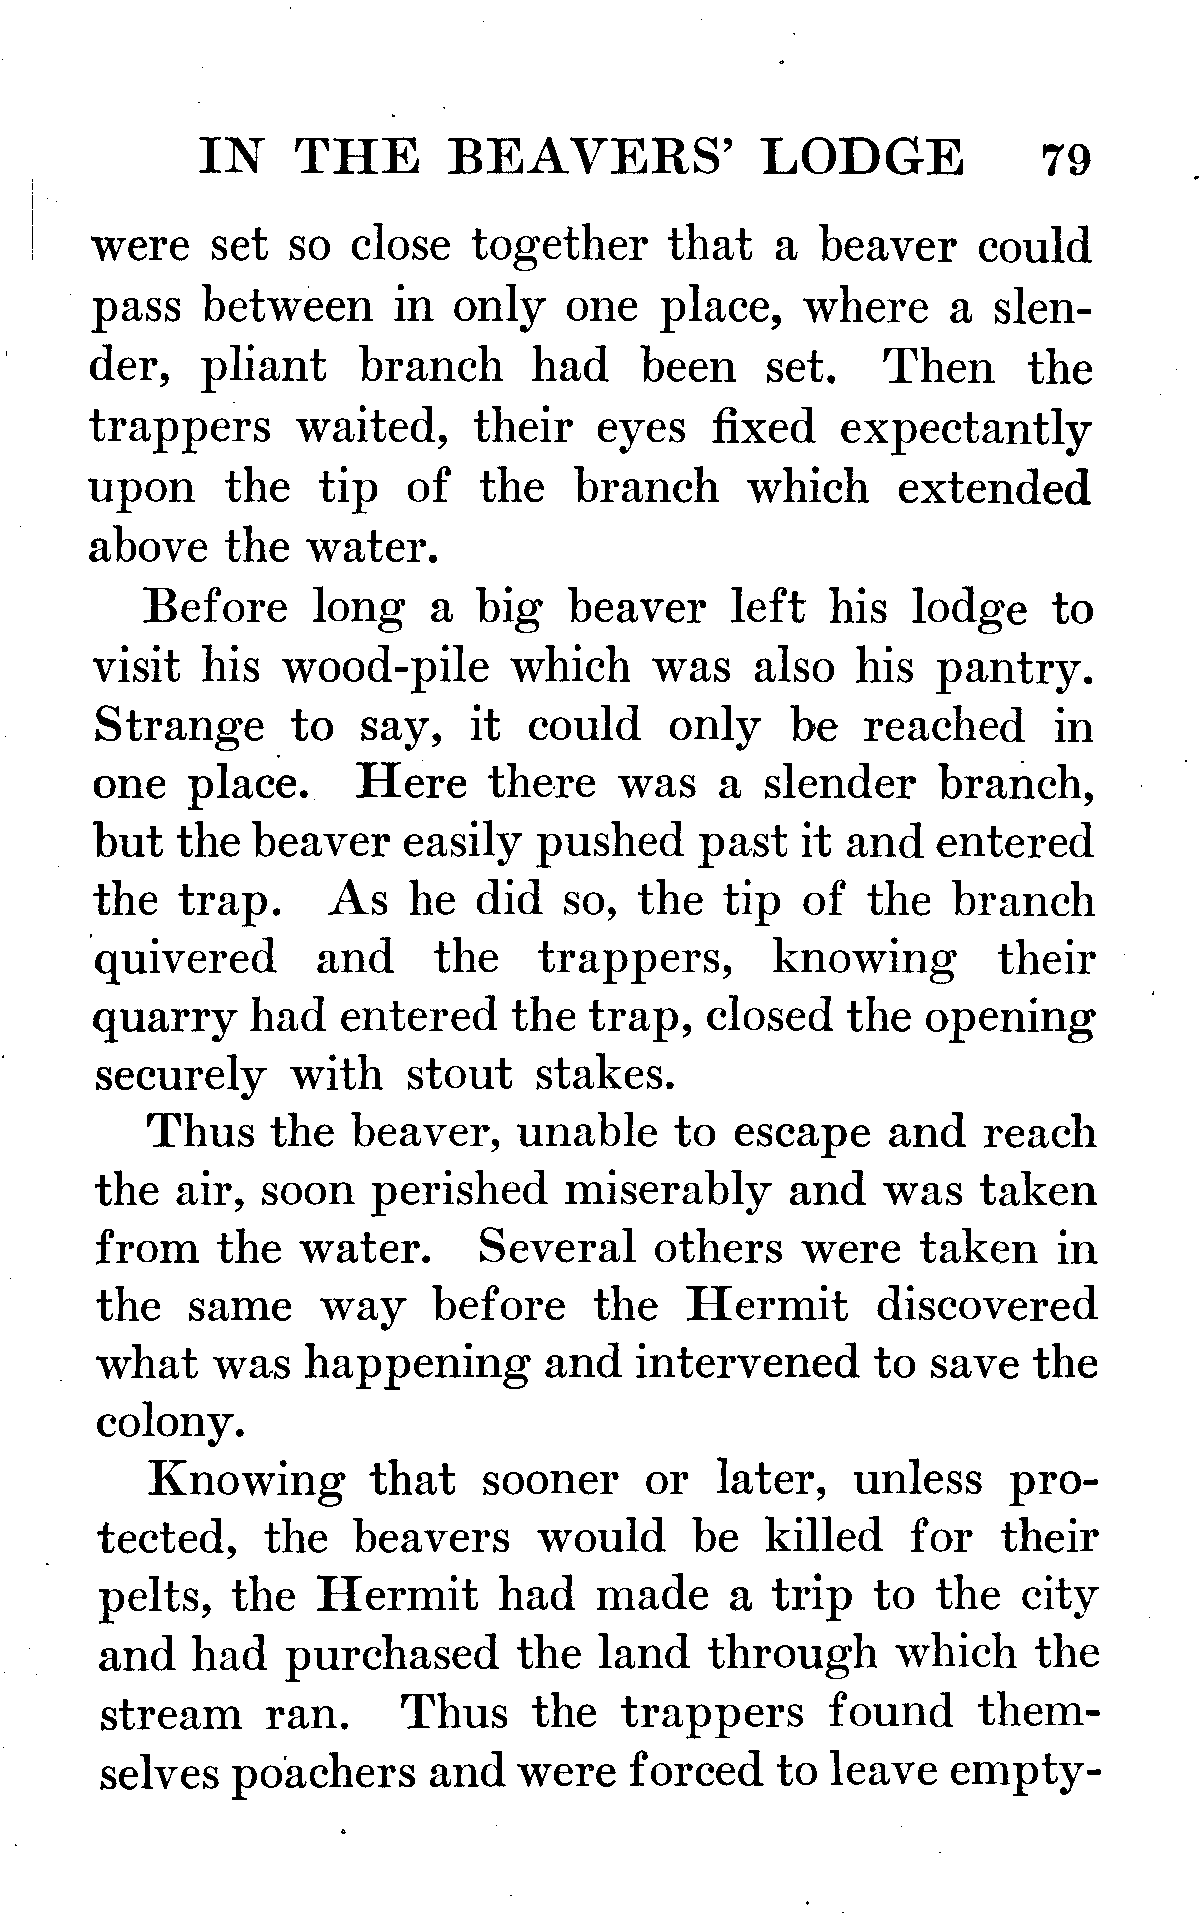 IN THE BEAVERS' LODGE 79
were set so close together that a beaver could
pass between in only one place, where a slen-
der, pliant branch had been set. Then the
trappers waited, their eyes fixed expectantly
upon the tip of the branch which extended
above the water.
Before long a big beaver left his lodge to
visit his wood-pile which was also his pantry.
Strange to say, it could only be reached in
one place. Here there was a slender branch,
but the beaver easily pushed past it and entered
the trap. As he did so, the tip of the branch
quivered and the trappers, knowing their
quarry had entered the trap, closed the opening
securely with stout stakes.
Thus the beaver, unable to escape and reach
the air, soon perished miserably and was taken
from the water. Several others were taken in
the same way before the Hermit discovered
what was happening and intervened to save the
colony.
Knowing that sooner or later, unless pro-
tected, the beavers would be killed for their
pelts, the Hermit had made a trip to the city
and had purchased the land through which the
stream ran. Thus the trappers found them-
selves poachers and were forced to leave empty-